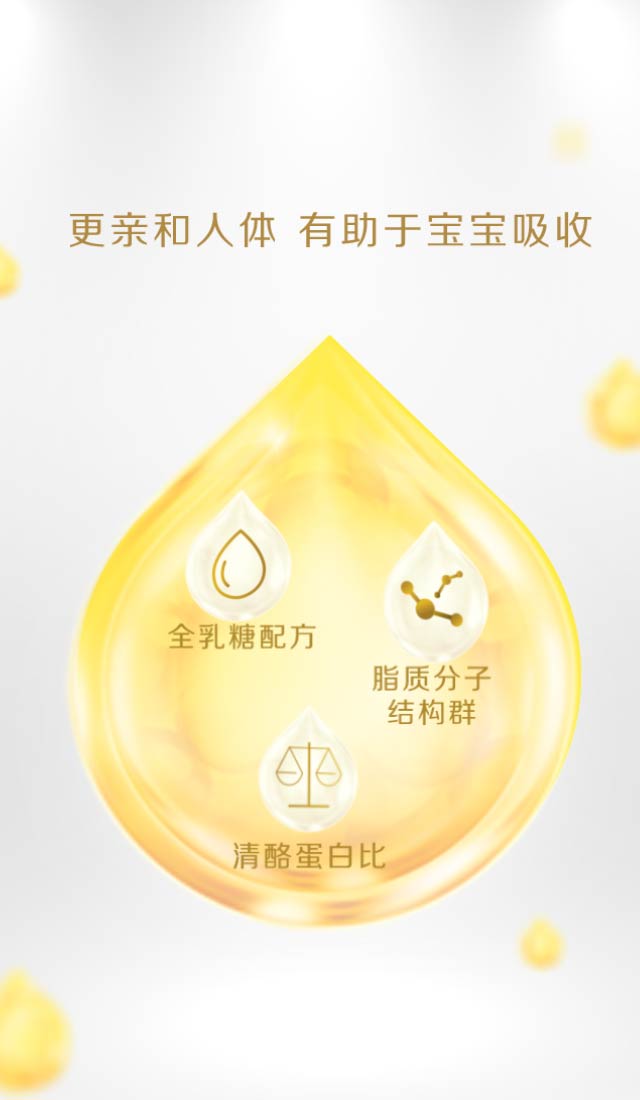 更亲和人体 有助于宝宝吸收
全乳糖配方
脂质分子
结构群
清酪蛋白比